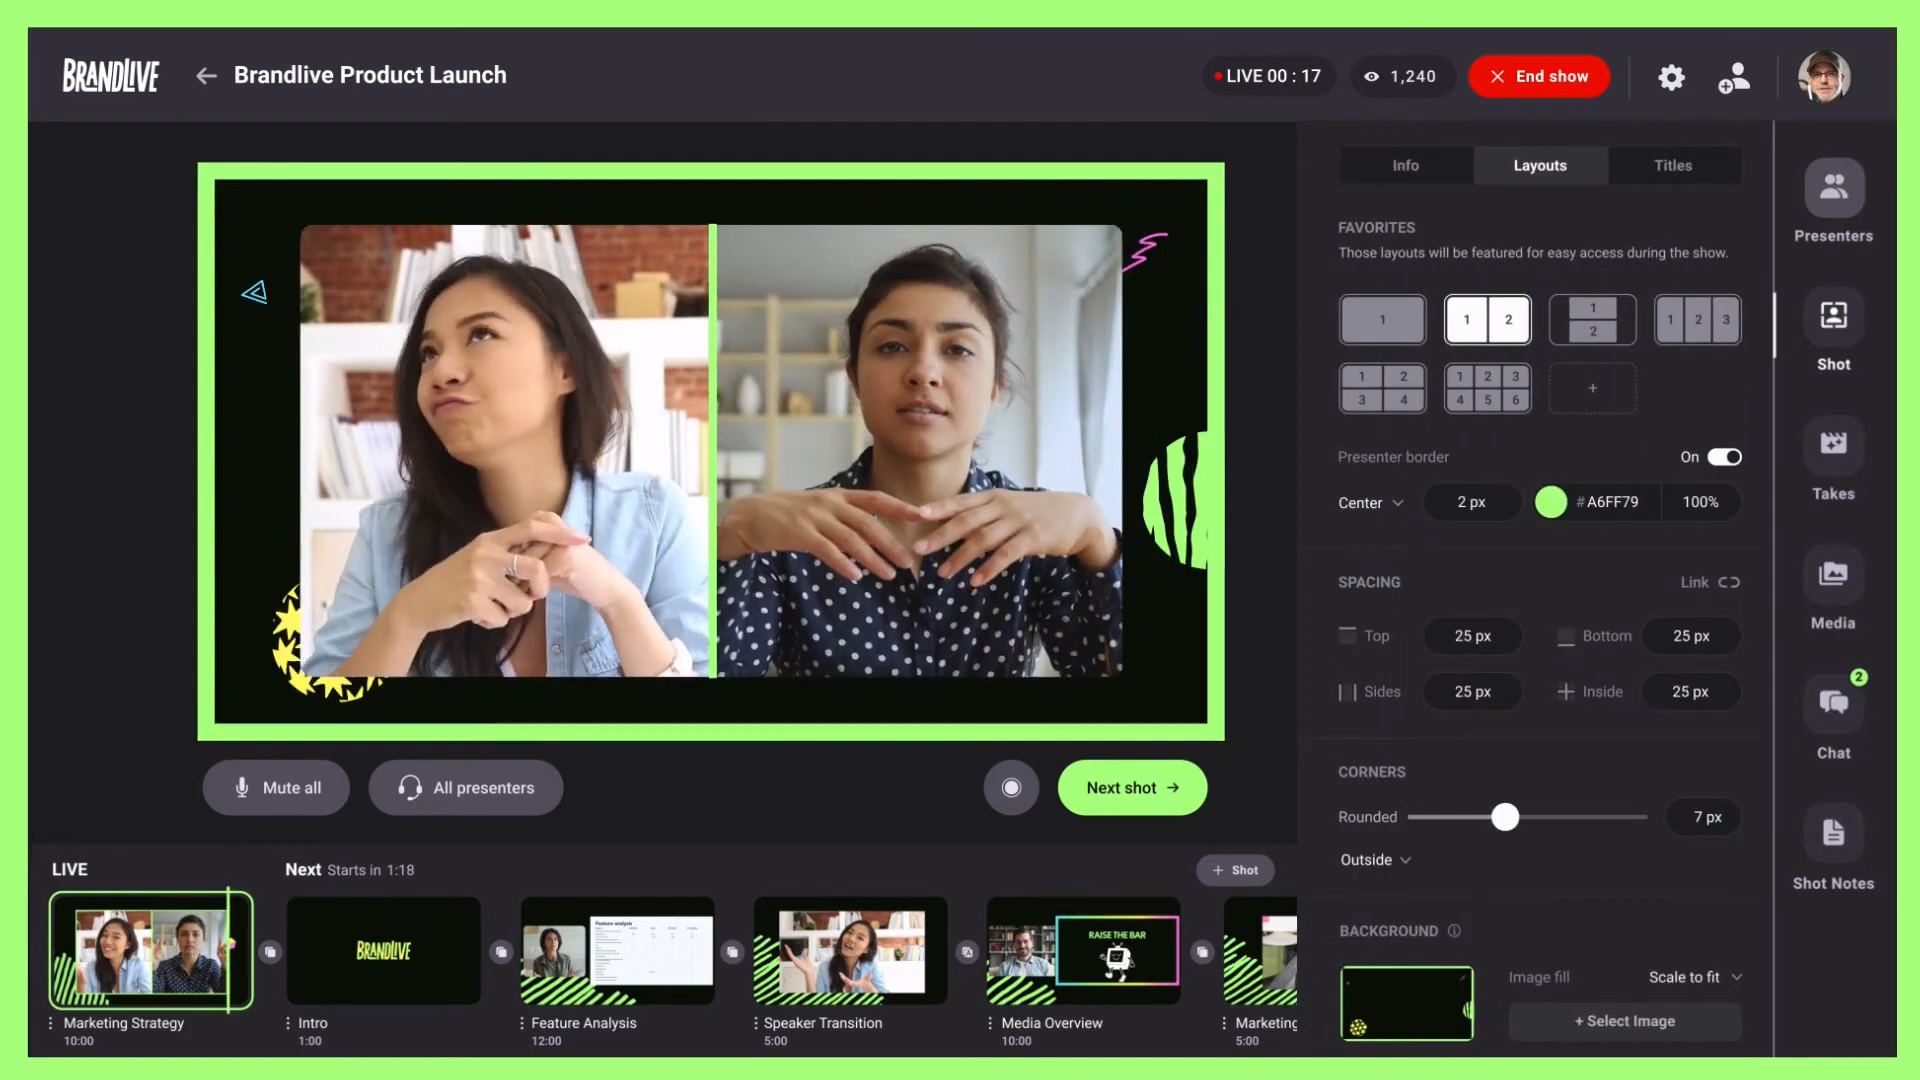 BRANDLIVE
Brandlive Product Launch
LIVE 00 : 17
1,240
End show
Info
Layouts
Titles
Presenters
FAVORITES
Those layouts will be featured for easy access during the show.
1
1 2
1
2
1 2 3
1 2
3 4
1 2 3
4 5 6
+
Shot
Presenter border
On
Center
2 px
#A6FF79
100%
Takes
SPACING
Link
Top
25 px
Bottom
25 px
Sides
25 px
Inside
25 px
Media
2
Chat
CORNERS
Rounded
7 px
Outside
Shot Notes
BACKGROUND
Image fill
Scale to fit
+ Select Image
Mute all
All presenters
Next shot →
LIVE
Next Starts in 1:18
+ Shot
BRANDLIVE
Feature analysis
RAISE THE BAR
Marketing Strategy
10:00
Intro
1:00
Feature Analysis
12:00
Speaker Transition
5:00
Media Overview
10:00
Marketing
5:00